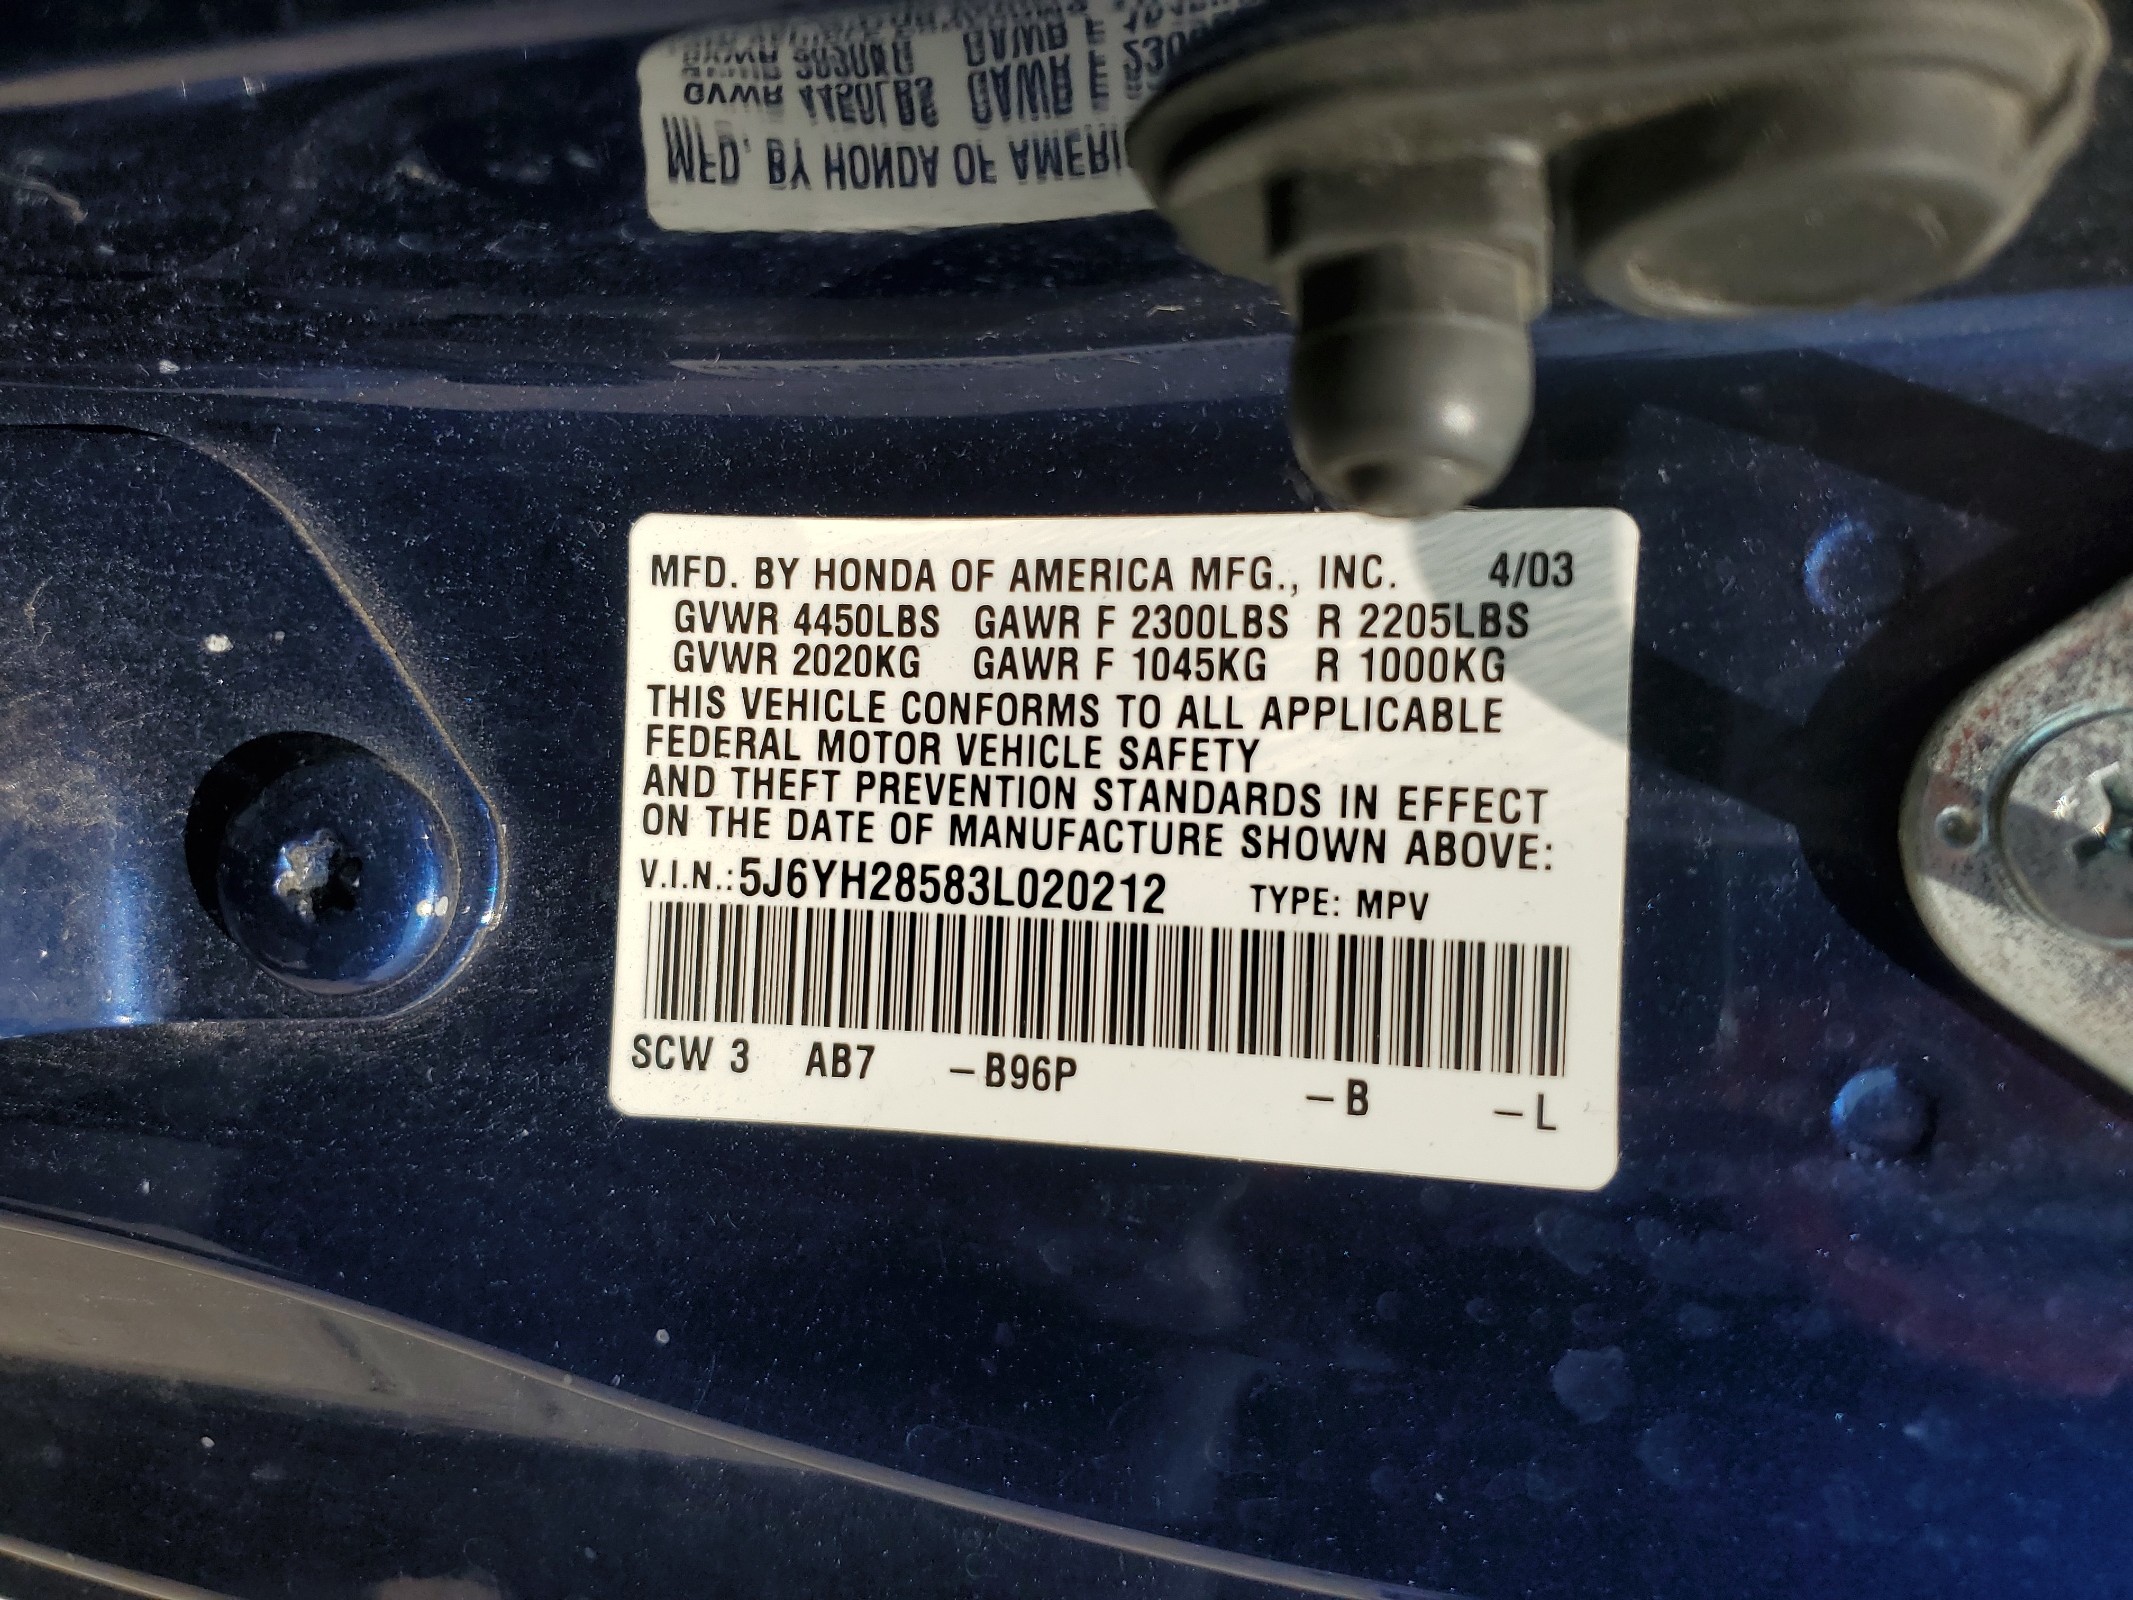 MFD. BY HONDA OF AMERI
GVWR 4450LBS GAWR F 230
MFD. BY HONDA OF AMERICA MFG., INC. 4/03
GVWR 4450LBS GAWR F 2300LBS R 2205LBS
GVWR 2020KG GAWR F 1045KG R 1000KG
THIS VEHICLE CONFORMS TO ALL APPLICABLE
FEDERAL MOTOR VEHICLE SAFETY
AND THEFT PREVENTION STANDARDS IN EFFECT
ON THE DATE OF MANUFACTURE SHOWN ABOVE:
V.I.N.: 5J6YH28583L020212 TYPE: MPV
SCW 3 AB7 – B96P – B – L